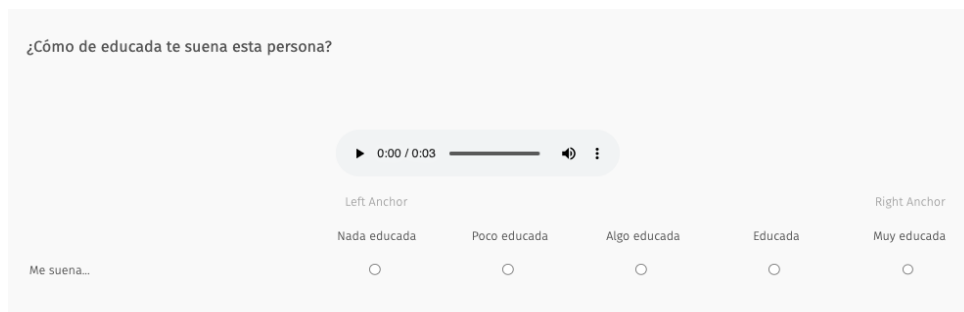 ¿Cómo de educada te suena esta persona?
0:00 / 0:03
Left Anchor Right Anchor
Nada educada Poco educada Algo educada Educada Muy educada
Me suena...